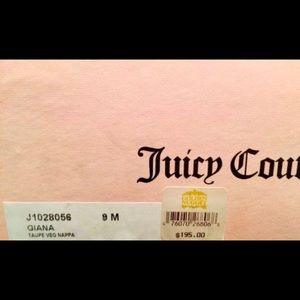 Juicy Cou
J1028056 9 M
GIANA
TAUPE VEG NAPPA
$195.00